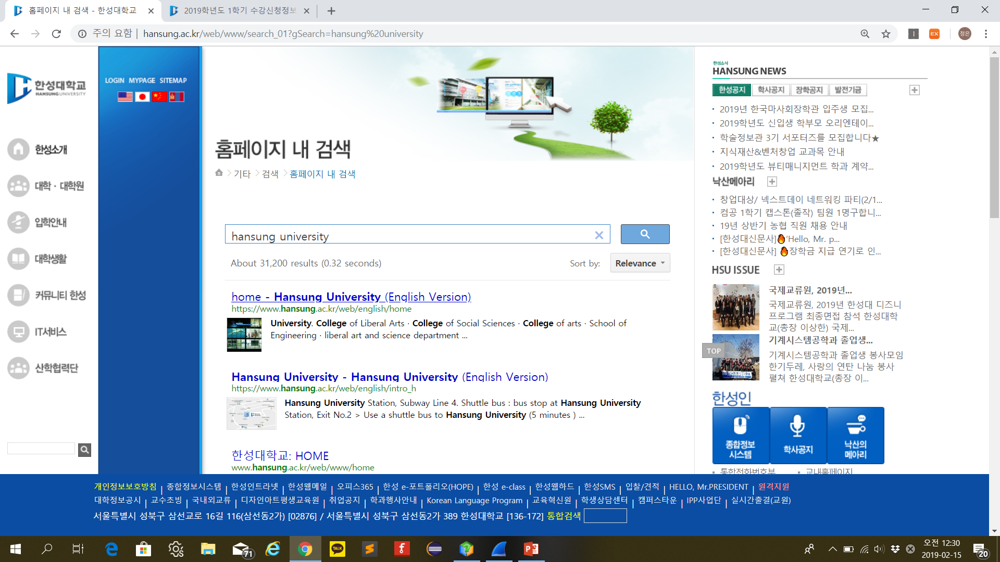 홈페이지 내 검색 - 한성대학교
2019학년도 1학기 수강신청정보
주의 요함 | hansung.ac.kr/web/www/search_01?gSearch=hansung%20university
EX
정은
한성대학교
HANSUNG UNIVERSITY
LOGIN MYPAGE SITEMAP
한성소개
대학 · 대학원
입학안내
대학생활
커뮤니티 한성
IT서비스
산학협력단
홈페이지 내 검색
기타 > 검색 > 홈페이지 내 검색
hansung university
About 31,200 results (0.32 seconds)
Sort by: Relevance
home - Hansung University (English Version)
https://www.hansung.ac.kr/web/english/home
University. College of Liberal Arts · College of Social Sciences · College of arts · School of
Engineering · liberal art and science department ...
Hansung University - Hansung University (English Version)
https://www.hansung.ac.kr/web/english/intro_h
Hansung University Station, Subway Line 4. Shuttle bus : bus stop at Hansung University
Station, Exit No.2 > Use a shuttle bus to Hansung University (5 minutes ) ...
한성대학교: HOME
www.hansung.ac.kr/web/www/home
한성소식
HANSUNG NEWS
한성공지 학사공지 장학공지 발전기금
· 2019년 한국마사회장학관 입주생 모집...
· 2019학년도 신입생 학부모 오리엔테이...
· 학술정보관 3기 서포터즈를 모집합니다★
· 지식재산&벤처창업 교과목 안내
· 2019학년도 뷰티매니지먼트 학과 계약...
낙산메아리
· 창업대상/ 넥스트데이 네트워킹 파티(2/1...
· 컴공 1학기 캡스톤(졸작) 팀원 1명구합니...
· 19년 상반기 농협 직원 채용 안내
· [한성대신문사]🔥'Hello, Mr. p...
· [한성대신문사] 🔥장학금 지급 연기로 인...
HSU ISSUE
국제교류원, 2019년...
국제교류원, 2019년 한성대 디즈니
프로그램 최종면접 참석 한성대학
교(총장 이상한) 국제...
기계시스템공학과 졸업생...
기계시스템공학과 졸업생 봉사모임
한기두레, 사랑의 연탄 나눔 봉사
펼쳐 한성대학교(총장 이...
TOP
한성인
종합정보
시스템
학사공지
낙산의
메아리
통합전화번호부
교내홈페이지
개인정보보호방침 | 종합정보시스템 | 한성인트라넷 | 한성웹메일 | 오피스365 | 한성 e-포트폴리오(HOPE) | 한성 e-class | 한성웹하드 | 한성SMS | 입찰/견적 | HELLO, Mr.PRESIDENT | 원격지원
대학정보공시 | 교수초빙 | 국내외교류 | 디자인아트평생교육원 | 취업공지 | 학과행사안내 | Korean Language Program | 교육혁신원 | 학생상담센터 | 캠퍼스타운 | IPP사업단 | 실시간출결(교원)
서울특별시 성북구 삼선교로 16길 116(삼선동2가) [02876] / 서울특별시 성북구 삼선동2가 389 한성대학교 [136-172] 통합검색
71
TALK
오전 12:30
2019-02-15
20